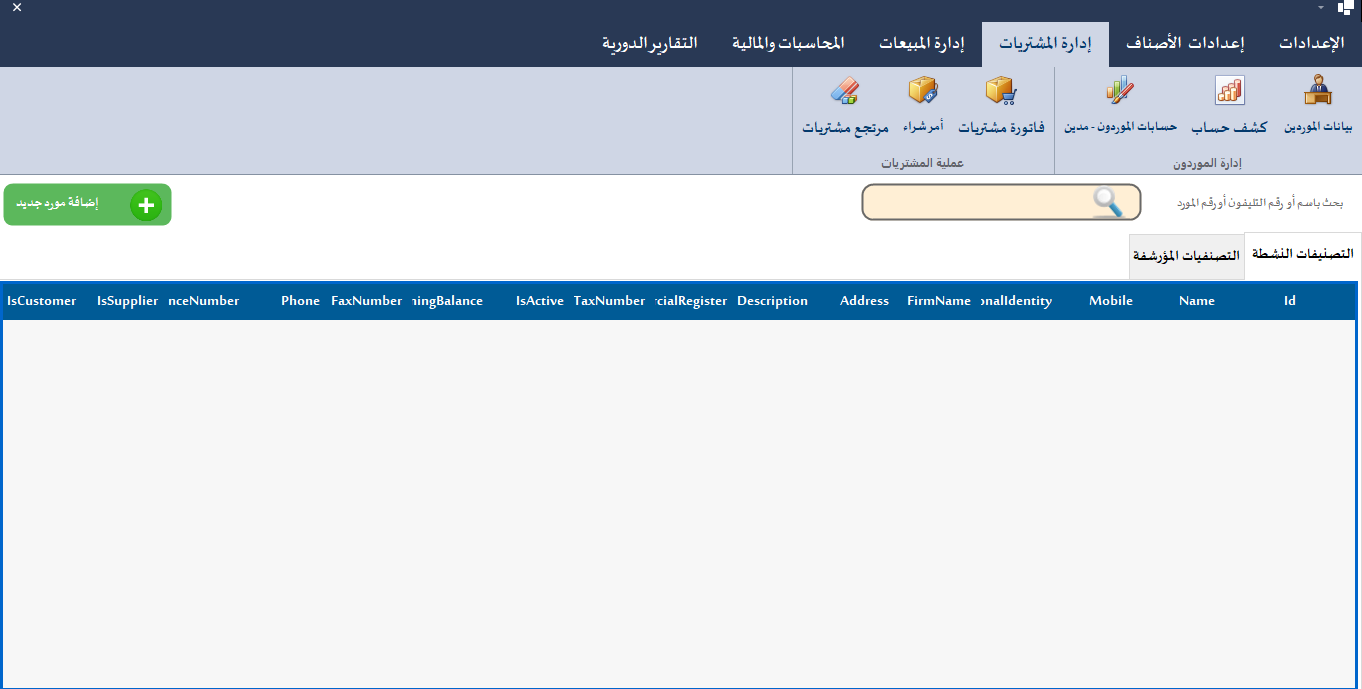 الإعدادات
إعدادات الأصناف
إدارة المشتريات
إدارة المبيعات
المحاسبات والمالية
التقارير الدورية
بيانات الموردين
كشف حساب
حسابات الموردون - مدين
فاتورة مشتريات
أمر شراء
مرتجع مشتريات
إدارة الموردون
عملية المشتريات
بحث باسم أو رقم التليفون أو رقم المورد
إضافة مورد جديد
التصنيفات النشطة
التصنفيات المؤرشفة
IsCustomer IsSupplier nceNumber Phone FaxNumber ningBalance IsActive TaxNumber rcialRegister Description Address FirmName onalIdentity Mobile Name Id